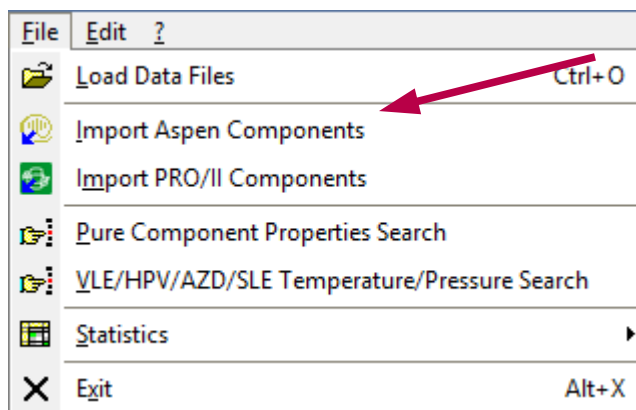 File Edit ?
Load Data Files Ctrl+O
Import Aspen Components
Import PRO/II Components
Pure Component Properties Search
VLE/HPV/AZD/SLE Temperature/Pressure Search
Statistics
Exit Alt+X